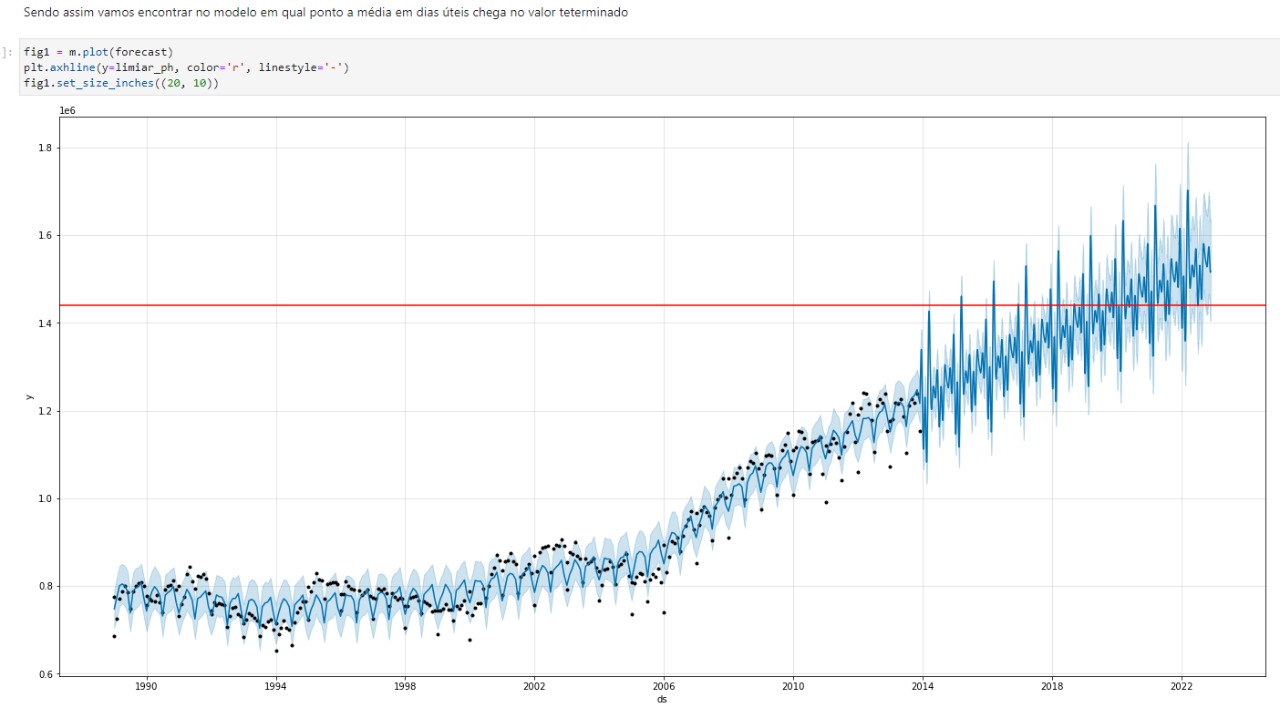 Sendo assim vamos encontrar no modelo em qual ponto a média em dias úteis chega no valor teterminado
]: fig1 = m.plot(forecast)
plt.axhline(y=limiar_ph, color='r', linestyle='-')
fig1.set_size_inches((20, 10))
1e6
1.8
1.6
1.4
1.2
1.0
0.8
0.6
y
1990 1994 1998 2002 2006 2010 2014 2018 2022
ds